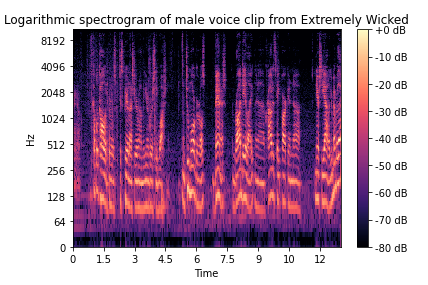 Logarithmic spectrogram of male voice clip from Extremely Wicked
8192
4096
2048
1024
512
256
128
64
0
Hz
0 1.5 3 4.5 6 7.5 9 10 12
Time
+0 dB
-10 dB
-20 dB
-30 dB
-40 dB
-50 dB
-60 dB
-70 dB
-80 dB